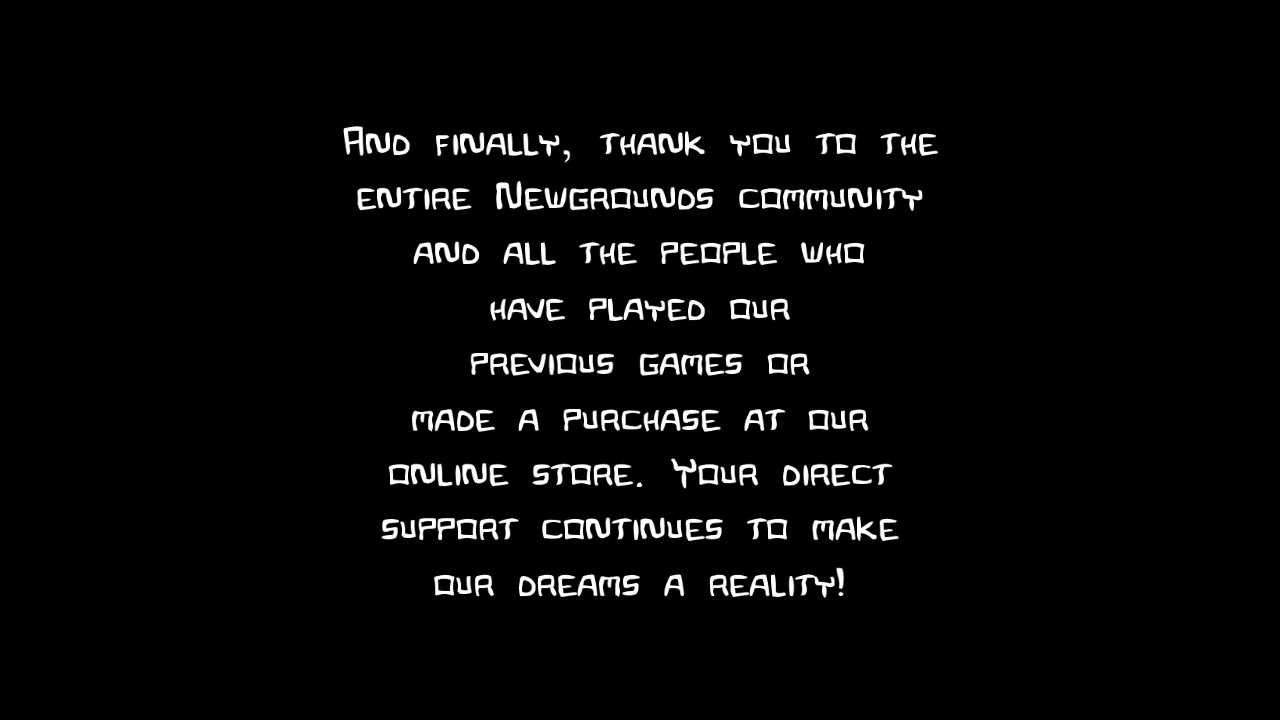 And finally, thank you to the
entire Newgrounds community
and all the people who
have played our
previous games or
made a purchase at our
online store. Your direct
support continues to make
our dreams a reality!